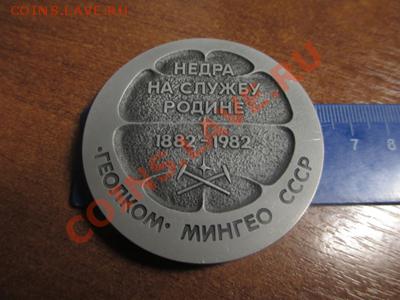 COINS.LAVE.RU
НЕДРА
НА СЛУЖБУ
РОДИНЕ
1882-1982
"ГЕОЛКОМ" МИНГЕО СССР
7 8
COINS.LAVE.RU